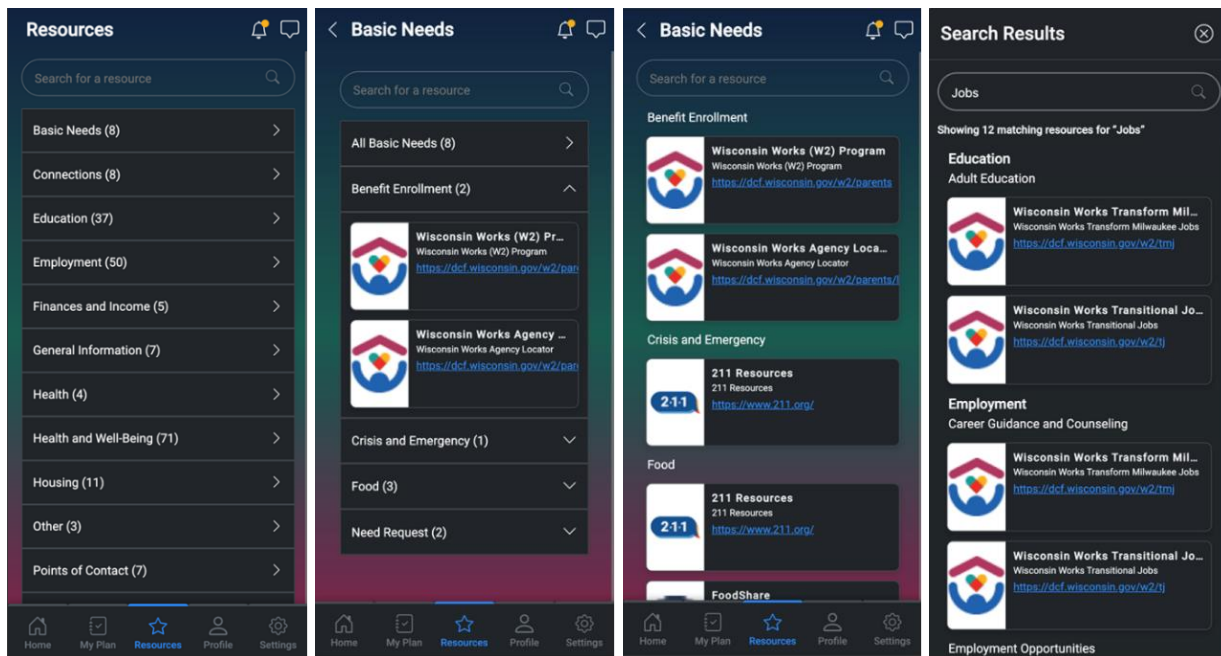 Resources
Search for a resource
Basic Needs (8)
Connections (8)
Education (37)
Employment (50)
Finances and Income (5)
General Information (7)
Health (4)
Health and Well-Being (71)
Housing (11)
Other (3)
Points of Contact (7)
Home
My Plan
Resources
Profile
Settings
Basic Needs
Search for a resource
All Basic Needs (8)
Benefit Enrollment (2)
Wisconsin Works (W2) Pr...
Wisconsin Works (W2) Program
https://dcf.wisconsin.gov/w2/par
Wisconsin Works Agency ...
Wisconsin Works Agency Locator
https://dcf.wisconsin.gov/w2/par
Crisis and Emergency (1)
Food (3)
Need Request (2)
Home
My Plan
Resources
Profile
Settings
Basic Needs
Search for a resource
Benefit Enrollment
Wisconsin Works (W2) Program
Wisconsin Works (W2) Program
https://dcf.wisconsin.gov/w2/parents
Wisconsin Works Agency Loca...
Wisconsin Works Agency Locator
https://dcf.wisconsin.gov/w2/parents/l
Crisis and Emergency
2-1-1
211 Resources
211 Resources
https://www.211.org/
Food
2-1-1
211 Resources
211 Resources
https://www.211.org/
FoodShare
Home
My Plan
Resources
Profile
Settings
Search Results
Jobs
Showing 12 matching resources for "Jobs"
Education
Adult Education
Wisconsin Works Transform Mil...
Wisconsin Works Transform Milwaukee Jobs
https://dcf.wisconsin.gov/w2/tmj
Wisconsin Works Transitional Jo...
Wisconsin Works Transitional Jobs
https://dcf.wisconsin.gov/w2/tj
Employment
Career Guidance and Counseling
Wisconsin Works Transform Mil...
Wisconsin Works Transform Milwaukee Jobs
https://dcf.wisconsin.gov/w2/tmj
Wisconsin Works Transitional Jo...
Wisconsin Works Transitional Jobs
https://dcf.wisconsin.gov/w2/tj
Employment Opportunities